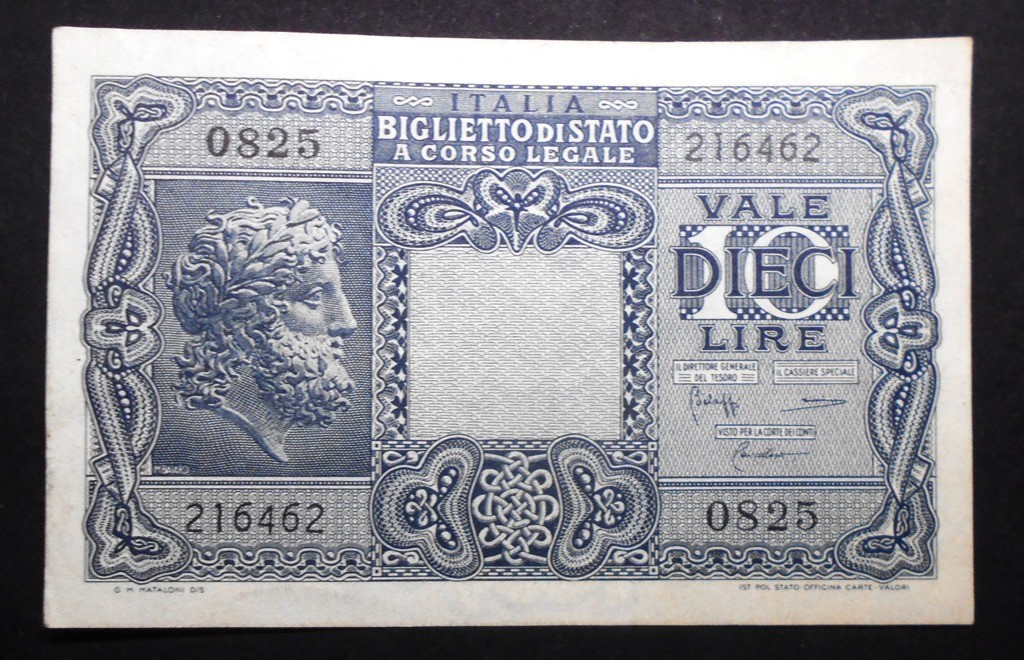 ITALIA
BIGLIETTO DI STATO
A CORSO LEGALE
0825
216462
VALE
10
DIECI
LIRE
IL DIRETTORE GENERALE
DEL TESORO
IL CASSIERE SPECIALE
VISTO PER LA CORTE DEI CONTI
216462
0825
G M MATALONI DIS
IST POL STATO OFFICINA CARTE-VALORI